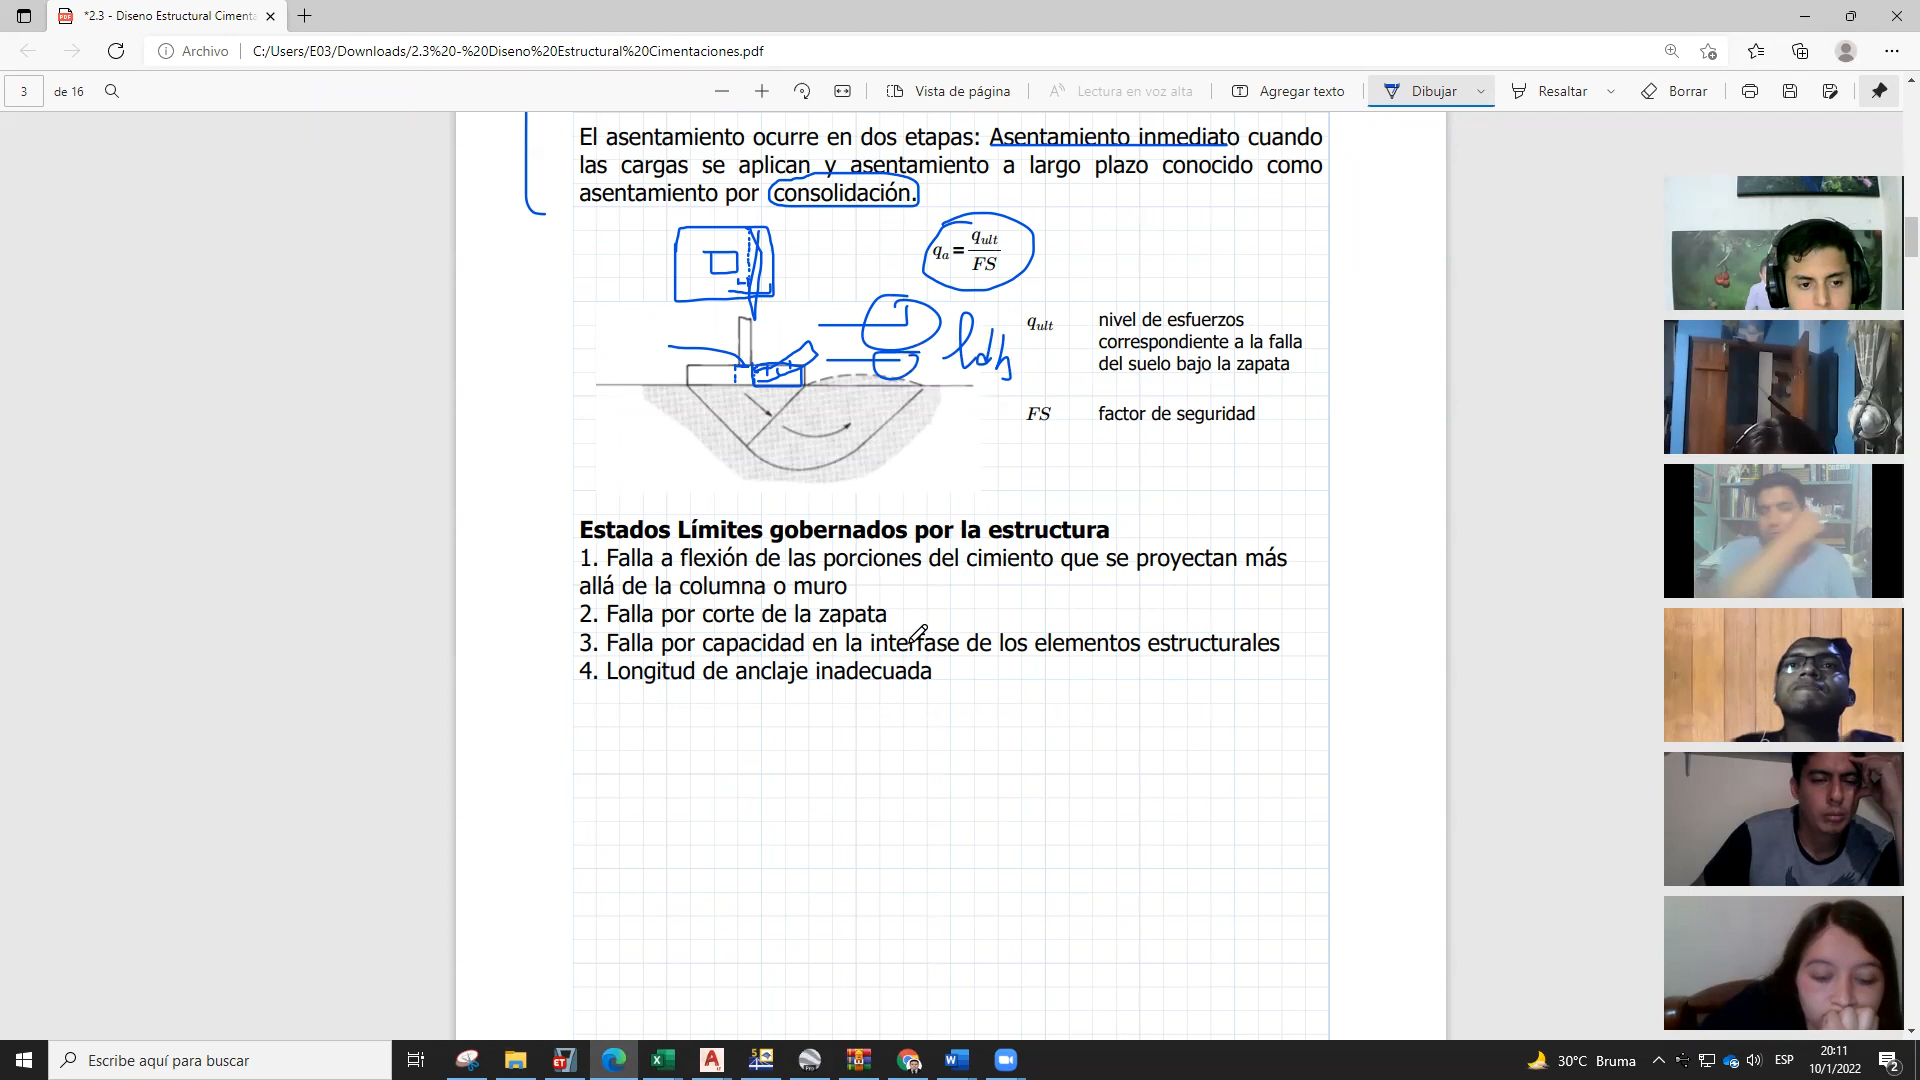 *2.3 - Diseno Estructural Cimenta
Archivo
C:/Users/E03/Downloads/2.3%20-%20Diseno%20Estructural%20Cimentaciones.pdf
3 de 16
Vista de página
Lectura en voz alta
Agregar texto
Dibujar
Resaltar
Borrar
El asentamiento ocurre en dos etapas: Asentamiento inmediato cuando
las cargas se aplican y asentamiento a largo plazo conocido como
asentamiento por consolidación.
qa = qult / FS
ldh
qult nivel de esfuerzos
correspondiente a la falla
del suelo bajo la zapata
FS factor de seguridad
Estados Límites gobernados por la estructura
1. Falla a flexión de las porciones del cimiento que se proyectan más
allá de la columna o muro
2. Falla por corte de la zapata
3. Falla por capacidad en la interfase de los elementos estructurales
4. Longitud de anclaje inadecuada
Escribe aquí para buscar
30°C Bruma
ESP
20:11
10/1/2022
2